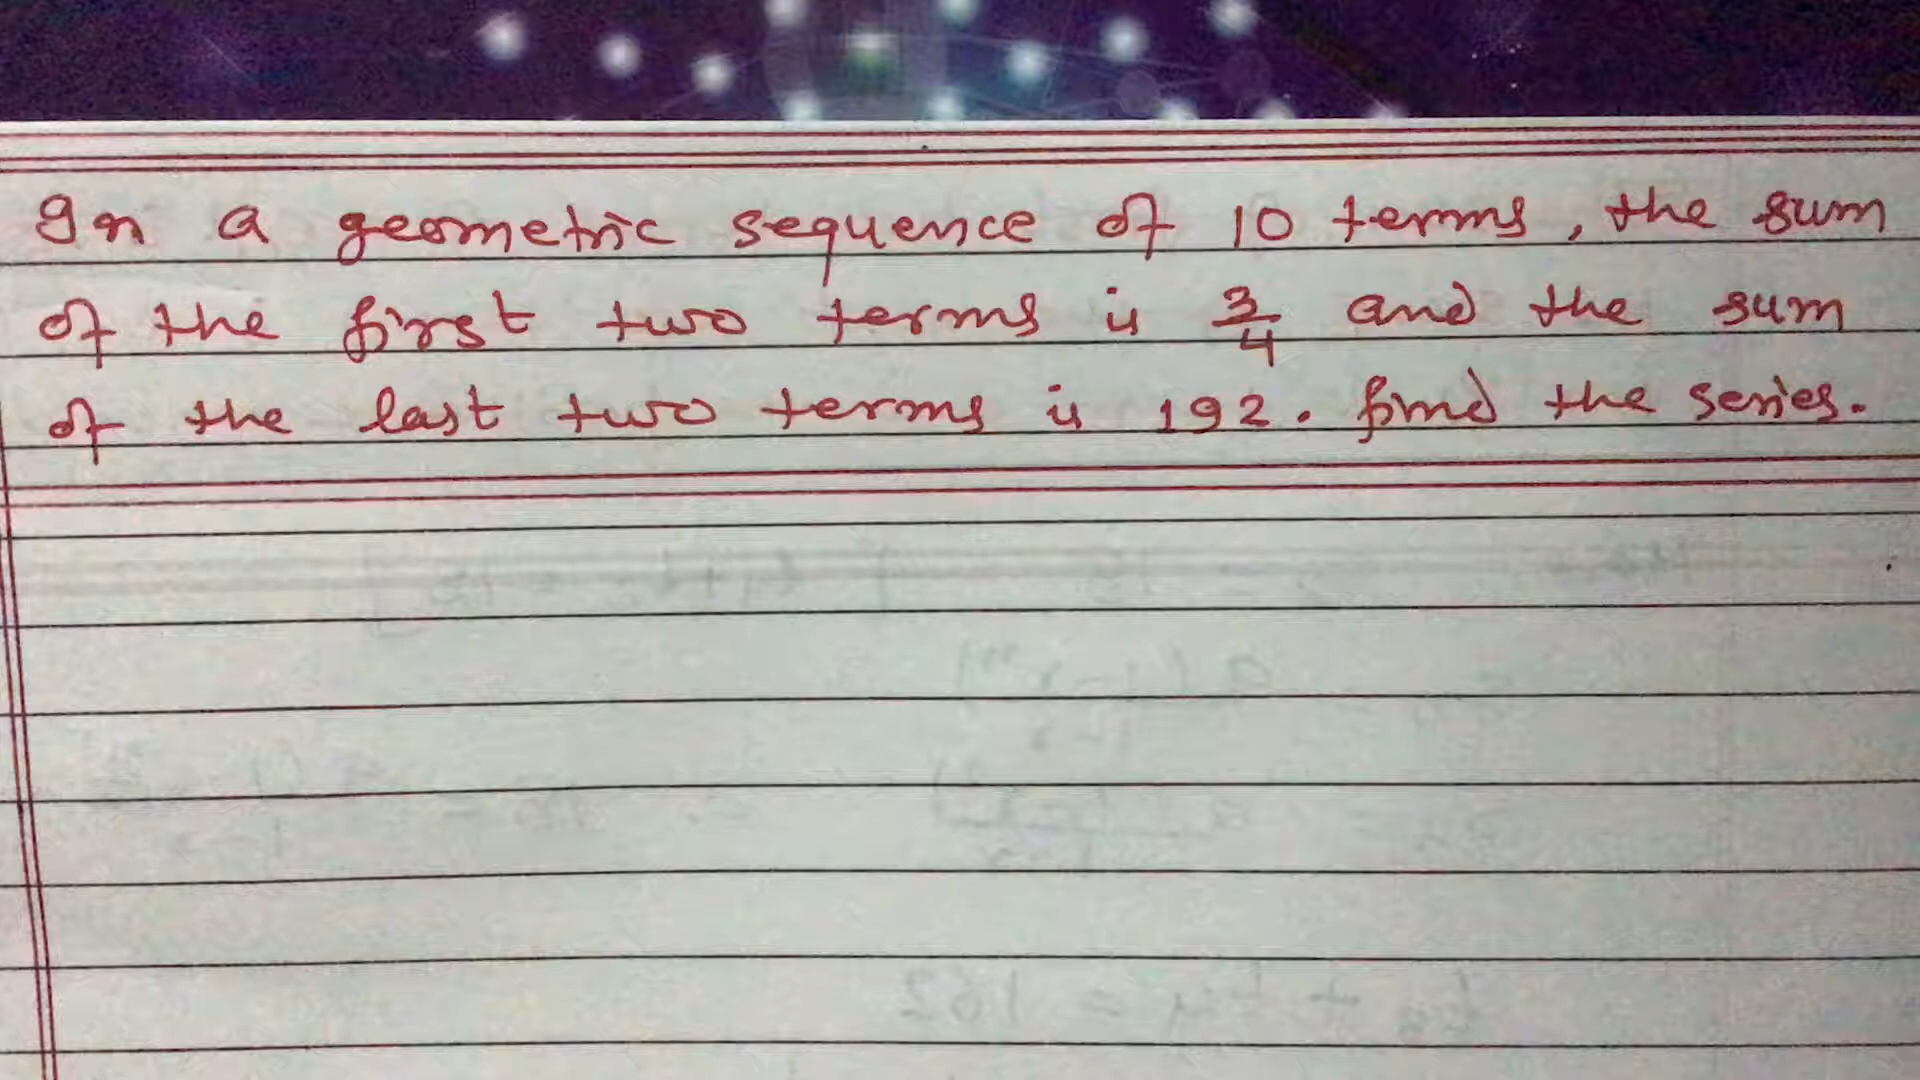 In a geometric sequence of 10 terms, the sum
of the first two terms is 3/4 and the sum
of the last two terms is 192. find the series.